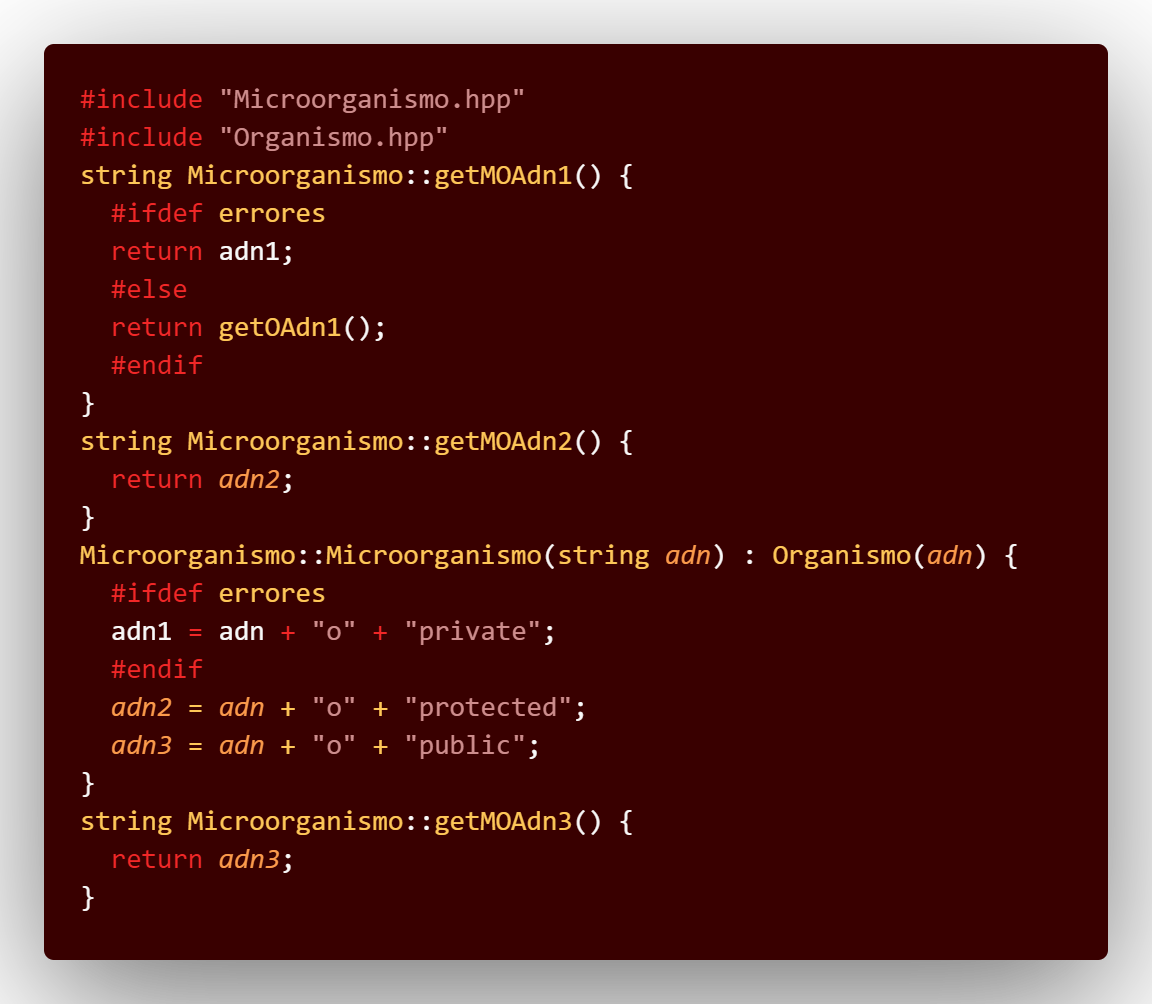 #include "Microorganismo.hpp"
#include "Organismo.hpp"
string Microorganismo::getMOAdn1() {
  #ifdef errores
  return adn1;
  #else
  return getOAdn1();
  #endif
}
string Microorganismo::getMOAdn2() {
  return adn2;
}
Microorganismo::Microorganismo(string adn) : Organismo(adn) {
  #ifdef errores
  adn1 = adn + "o" + "private";
  #endif
  adn2 = adn + "o" + "protected";
  adn3 = adn + "o" + "public";
}
string Microorganismo::getMOAdn3() {
  return adn3;
}